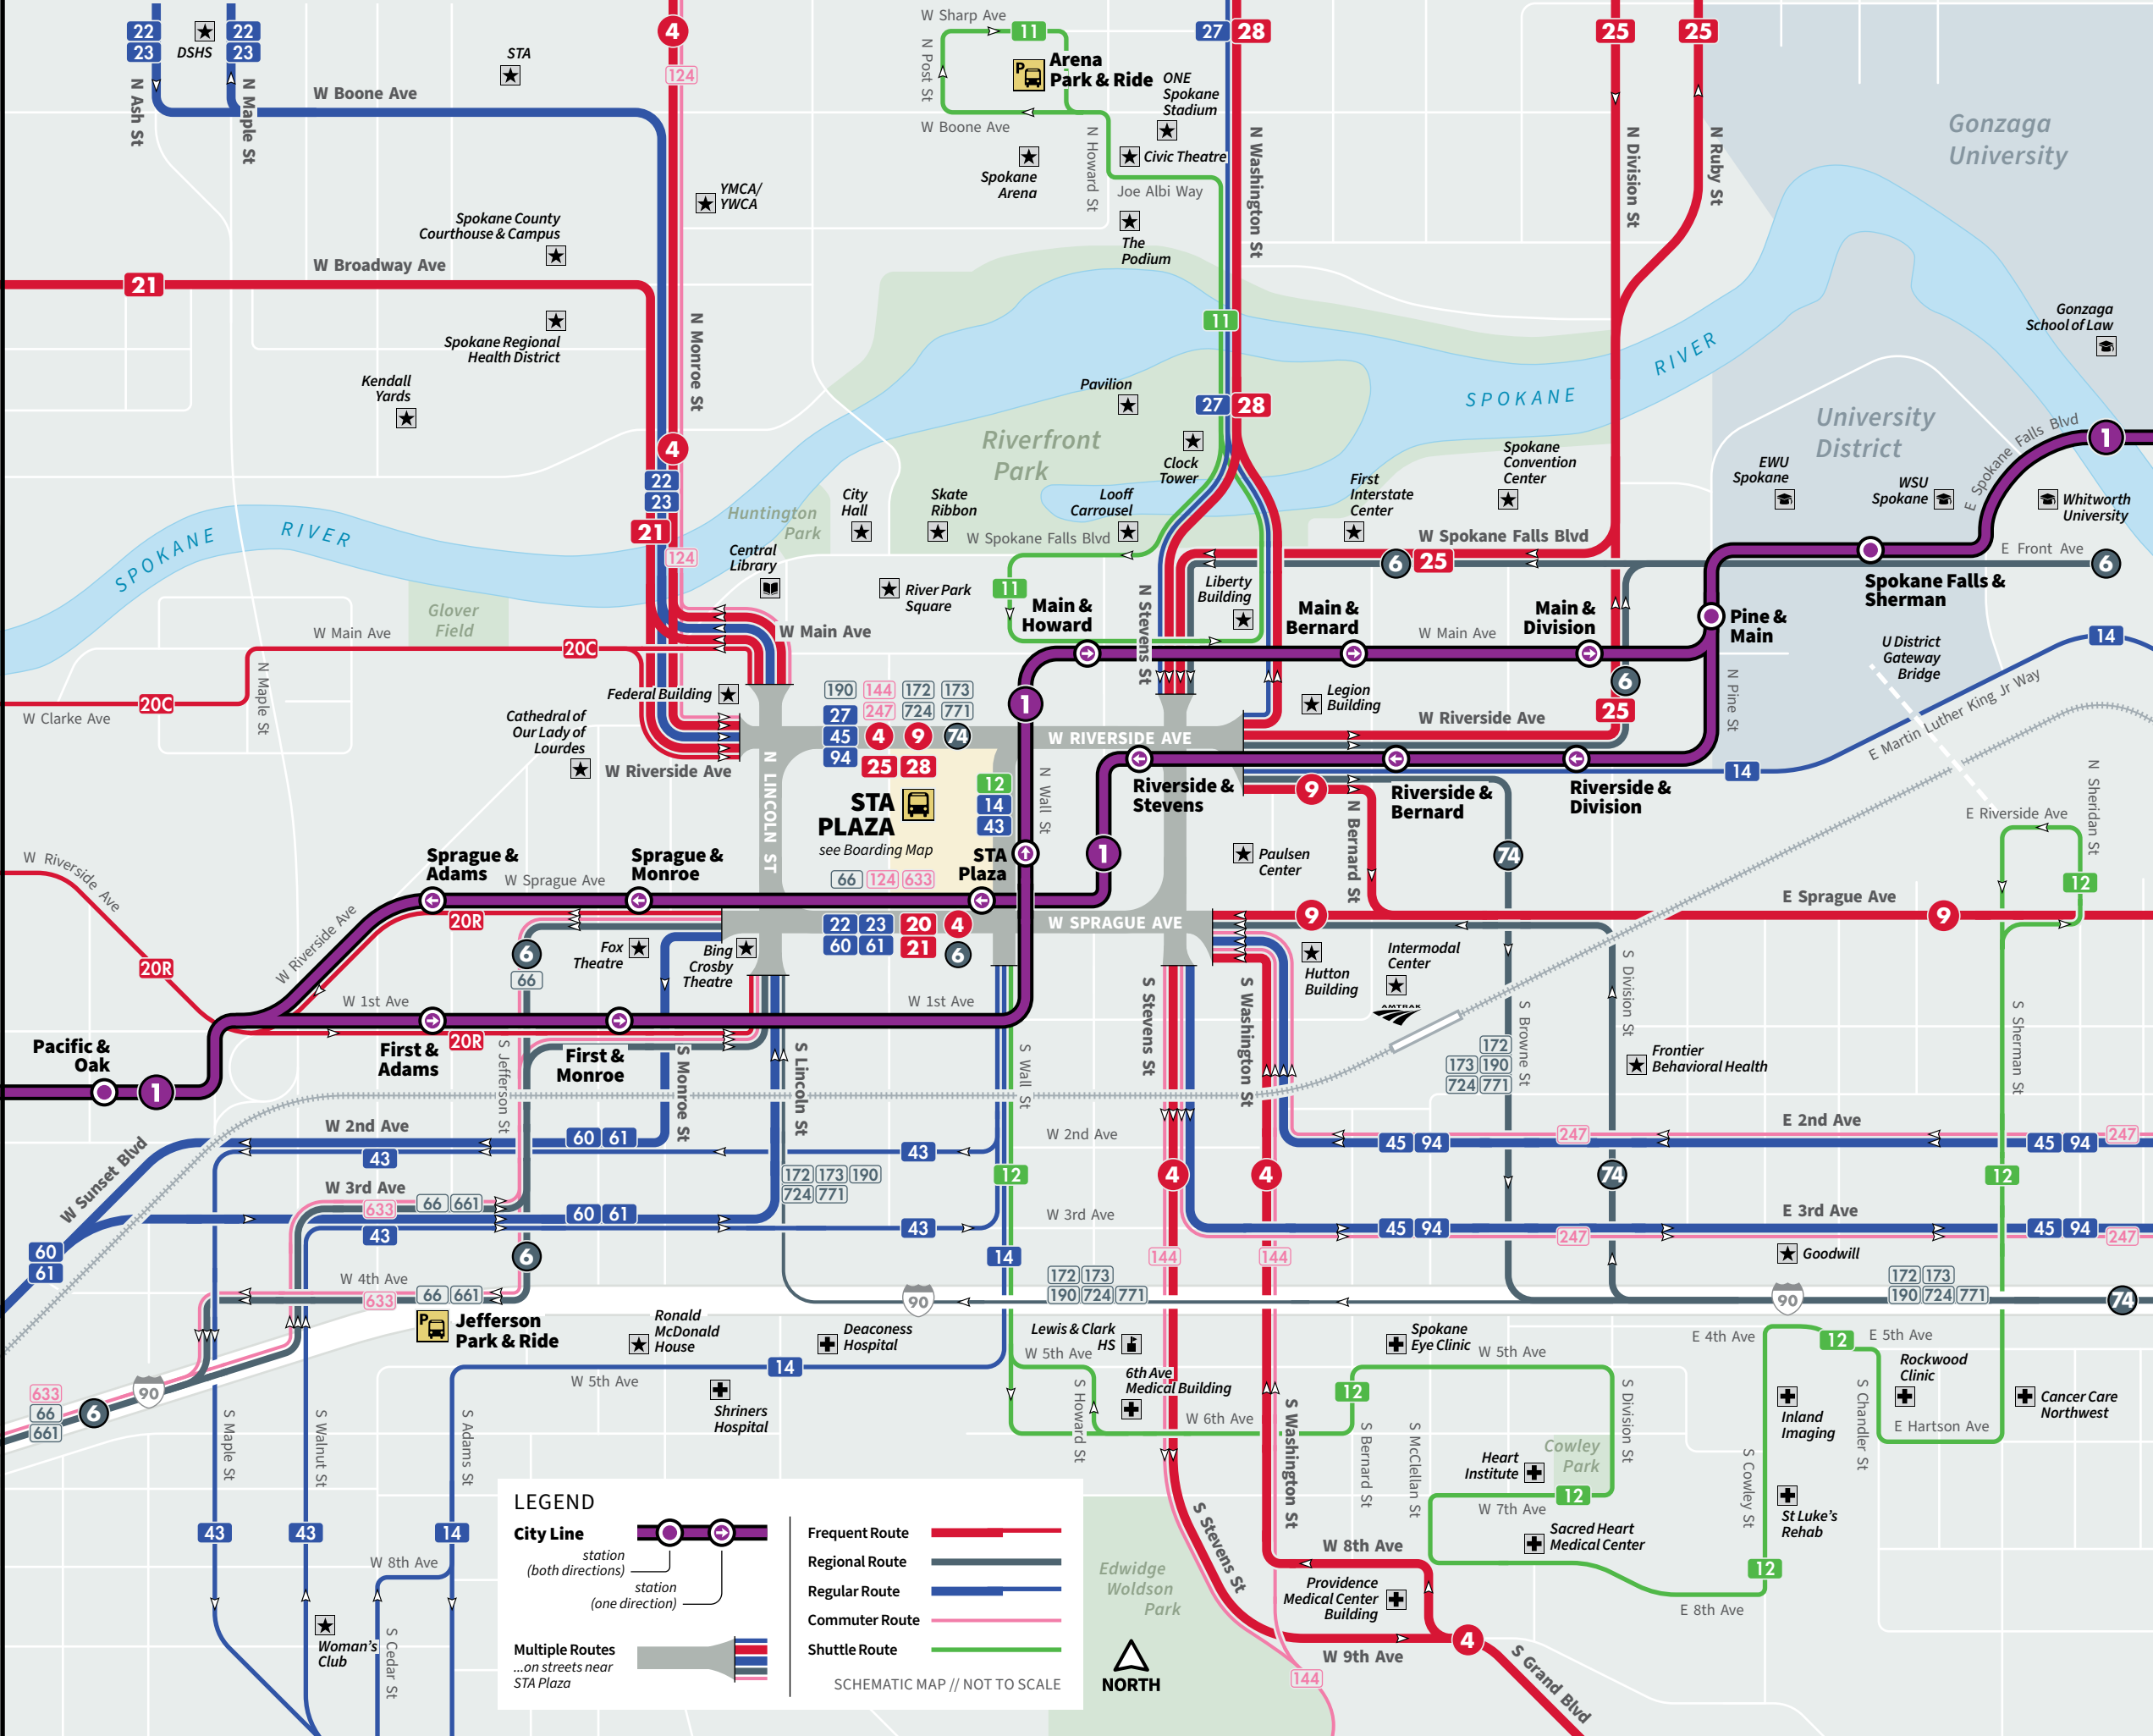 22
23
DSHS
22
23
N Ash St
N Maple St
W Boone Ave
STA
4
124
W Sharp Ave
11
N Post St
P
Arena
Park & Ride
W Boone Ave
N Howard St
ONE
Spokane
Stadium
Civic Theatre
Spokane
Arena
Joe Albi Way
The
Podium
27
28
N Washington St
25
25
N Division St
N Ruby St
Gonzaga
University
YMCA/
YWCA
Spokane County
Courthouse & Campus
W Broadway Ave
21
Spokane Regional
Health District
Kendall
Yards
N Monroe St
11
27
28
Pavilion
Riverfront
Park
Clock
Tower
Looff
Carrousel
SPOKANE
RIVER
Gonzaga
School of Law
University
District
EWU
Spokane
WSU
Spokane
Whitworth
University
E Spokane Falls Blvd
1
Spokane
Convention
Center
First
Interstate
Center
4
22
23
21
124
Huntington
Park
City
Hall
Skate
Ribbon
Central
Library
River Park
Square
W Spokane Falls Blvd
11
Main &
Howard
SPOKANE
RIVER
Glover
Field
W Spokane Falls Blvd
6
25
E Front Ave
6
Spokane Falls &
Sherman
Liberty
Building
N Stevens St
Main &
Bernard
W Main Ave
Main &
Division
Pine &
Main
U District
Gateway
Bridge
14
E Martin Luther King Jr Way
W Main Ave
20C
W Main Ave
20C
W Clarke Ave
N Maple St
Federal Building
Cathedral of
Our Lady of
Lourdes
W Riverside Ave
190
144
172
173
247
724
771
27
45
4
9
74
94
25
28
1
W RIVERSIDE AVE
Legion
Building
W Riverside Ave
6
25
N Pine St
14
STA
PLAZA
see Boarding Map
12
14
43
STA
Plaza
66
124
633
N Wall St
N LINCOLN ST
Riverside &
Stevens
1
9
N Bernard St
Riverside &
Bernard
Riverside &
Division
Paulsen
Center
74
E Riverside Ave
N Sheridan St
12
W Riverside Ave
Sprague &
Adams
W Sprague Ave
Sprague &
Monroe
20R
20R
W Riverside Ave
6
66
Fox
Theatre
Bing
Crosby
Theatre
22
23
20
4
60
61
21
6
W SPRAGUE AVE
9
E Sprague Ave
9
Hutton
Building
Intermodal
Center
AMTRAK
W 1st Ave
W 1st Ave
20R
First &
Adams
First &
Monroe
S Jefferson St
S Monroe St
S Lincoln St
S Wall St
S Stevens St
S Washington St
S Browne St
S Division St
S Sherman St
172
173
190
724
771
Frontier
Behavioral Health
Pacific &
Oak
1
W Sunset Blvd
W 2nd Ave
60
61
43
43
W 2nd Ave
E 2nd Ave
45
94
247
45
94
247
W 3rd Ave
633
66
661
60
61
43
43
172
173
190
724
771
12
W 3rd Ave
4
4
74
12
E 3rd Ave
45
94
247
45
94
247
60
61
W 4th Ave
633
66
661
6
14
144
144
Goodwill
90
172
173
190
724
771
90
172
173
190
724
771
74
P
Jefferson
Park & Ride
Ronald
McDonald
House
Deaconess
Hospital
Lewis & Clark
HS
W 5th Ave
Spokane
Eye Clinic
W 5th Ave
E 4th Ave
12
E 5th Ave
90
633
66
661
6
14
W 5th Ave
Shriners
Hospital
6th Ave
Medical Building
S Howard St
W 6th Ave
12
Rockwood
Clinic
Inland
Imaging
Cancer Care
Northwest
E Hartson Ave
S Chandler St
S Maple St
S Walnut St
S Adams St
S Washington St
S Bernard St
S McClellan St
S Division St
S Cowley St
Cowley
Park
Heart
Institute
W 7th Ave
12
Sacred Heart
Medical Center
St Luke's
Rehab
12
E 8th Ave
43
43
14
W 8th Ave
Woman's
Club
S Cedar St
LEGEND
City Line
station
(both directions)
station
(one direction)
Multiple Routes
...on streets near
STA Plaza
Frequent Route
Regional Route
Regular Route
Commuter Route
Shuttle Route
SCHEMATIC MAP // NOT TO SCALE
Edwidge
Woldson
Park
NORTH
S Stevens St
W 8th Ave
Providence
Medical Center
Building
W 9th Ave
4
144
S Grand Blvd